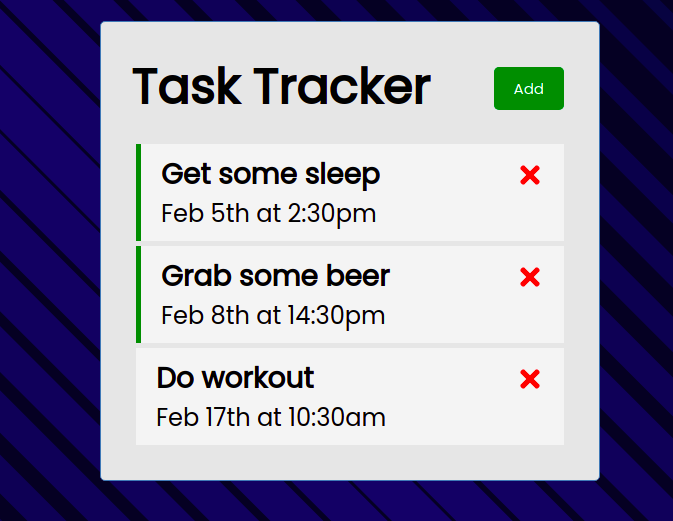 Task Tracker
Add
Get some sleep
Feb 5th at 2:30pm
Grab some beer
Feb 8th at 14:30pm
Do workout
Feb 17th at 10:30am